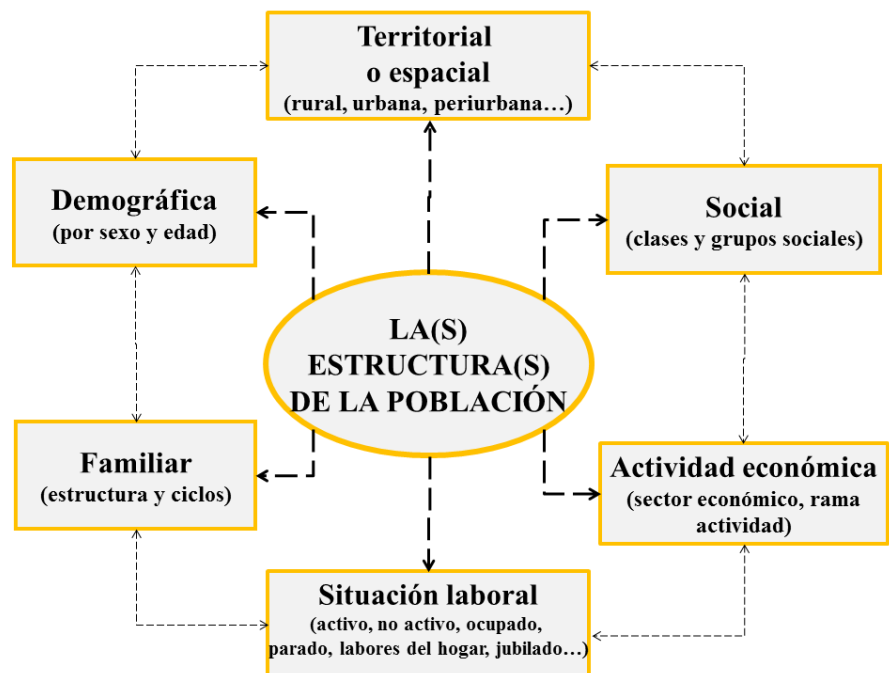 Territorial
o espacial
(rural, urbana, periurbana…)
Demográfica
(por sexo y edad)
Social
(clases y grupos sociales)
LA(S)
ESTRUCTURA(S)
DE LA POBLACIÓN
Familiar
(estructura y ciclos)
Actividad económica
(sector económico, rama
actividad)
Situación laboral
(activo, no activo, ocupado,
parado, labores del hogar, jubilado…)